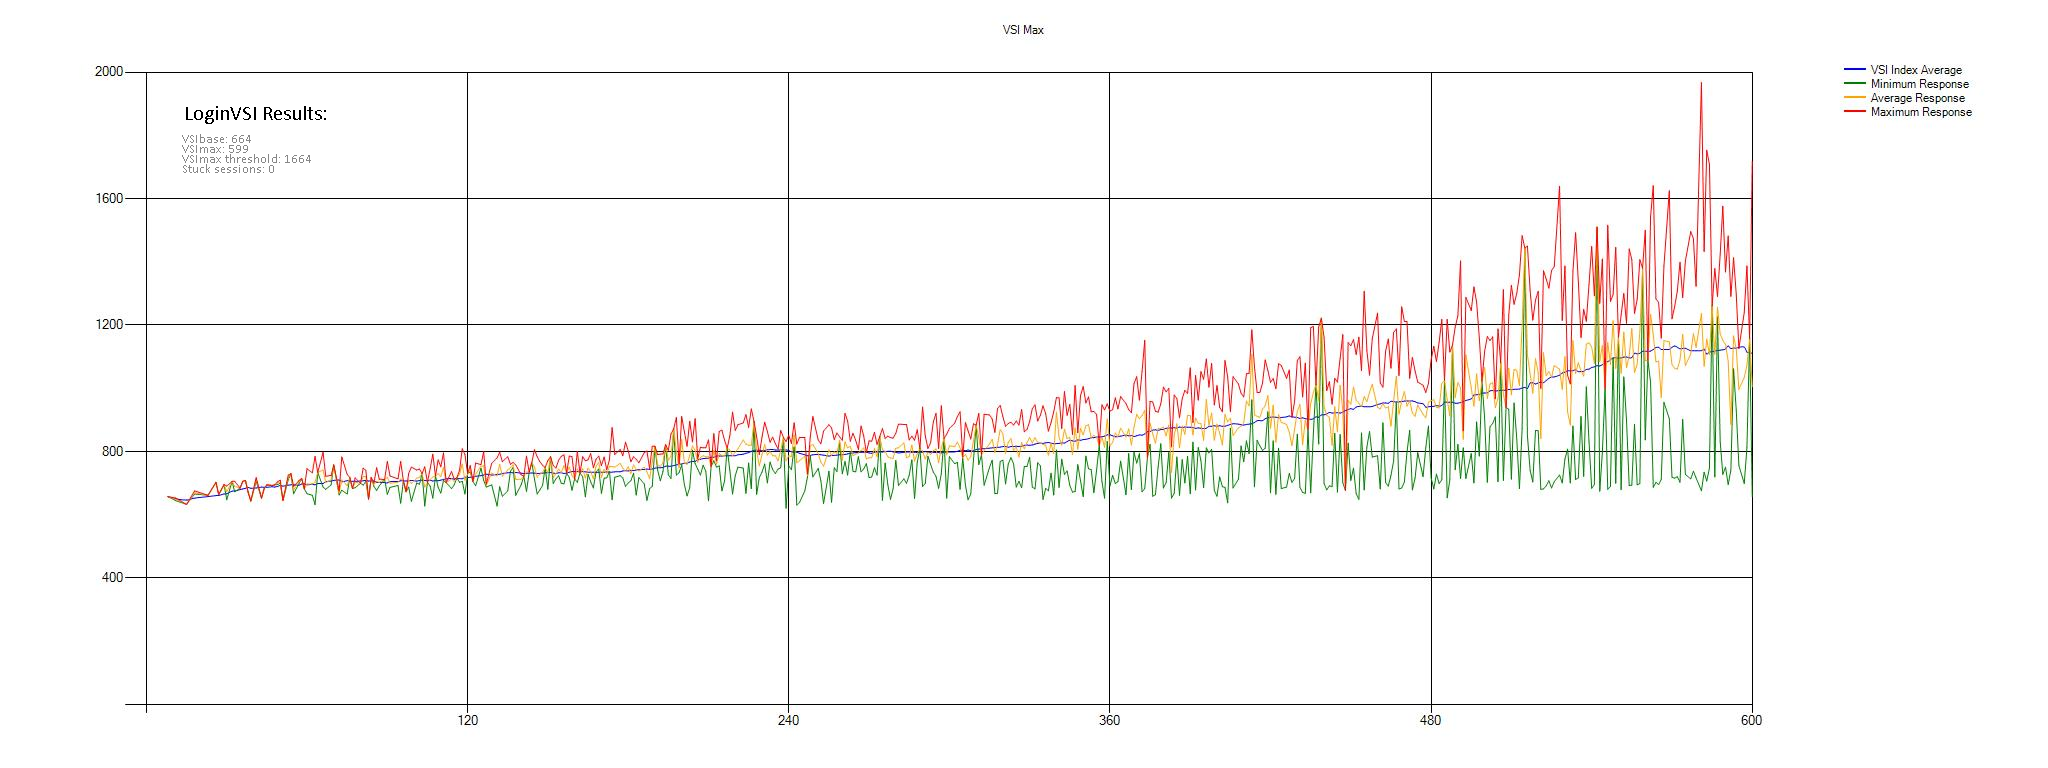 VSI Max
2000
1600
1200
800
400
LoginVSI Results:
VSIbase: 664
VSImax: 599
VSImax threshold: 1664
Stuck sessions: 0
120
240
360
480
600
VSI Index Average
Minimum Response
Average Response
Maximum Response